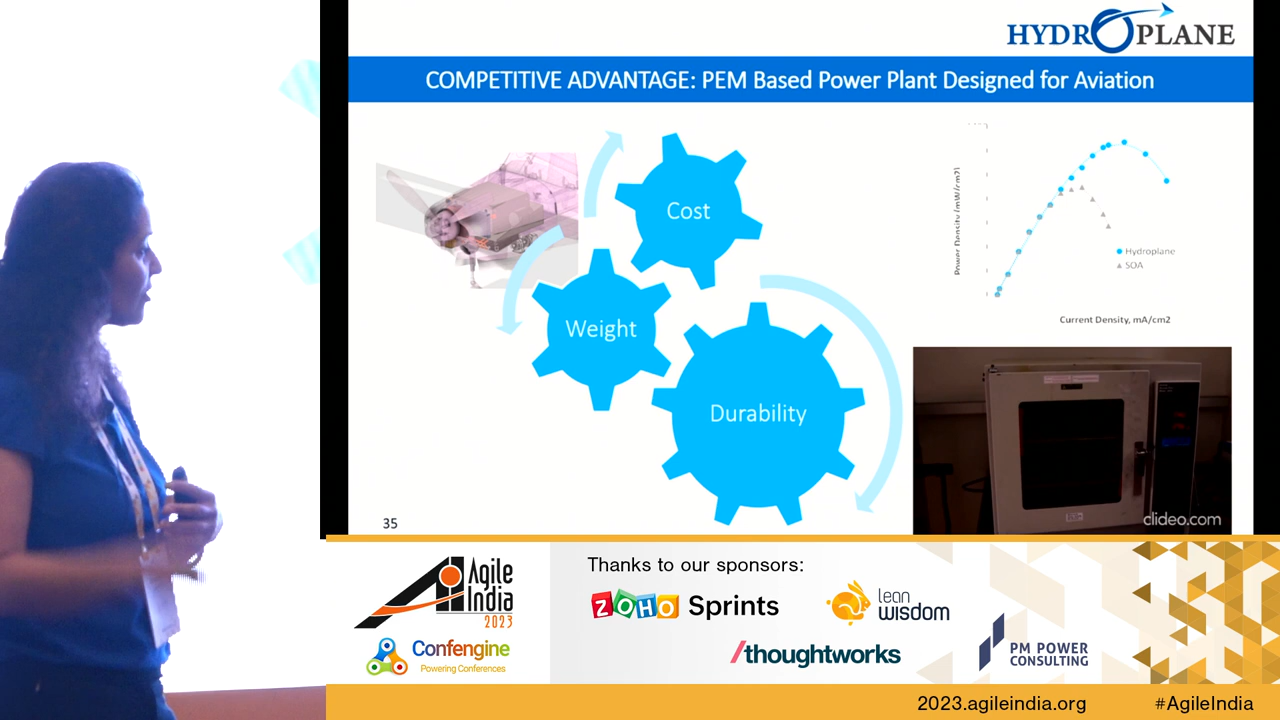 HYDROPLANE
COMPETITIVE ADVANTAGE: PEM Based Power Plant Designed for Aviation
Cost
Weight
Durability
Power Density (mW/cm2)
Hydroplane
SOA
Current Density, mA/cm2
clideo.com
35
Agile
India
2023
Confengine
Powering Conferences
Thanks to our sponsors:
ZOHO Sprints
lean
wisdom
/thoughtworks
PM POWER
CONSULTING
2023.agileindia.org
#AgileIndia